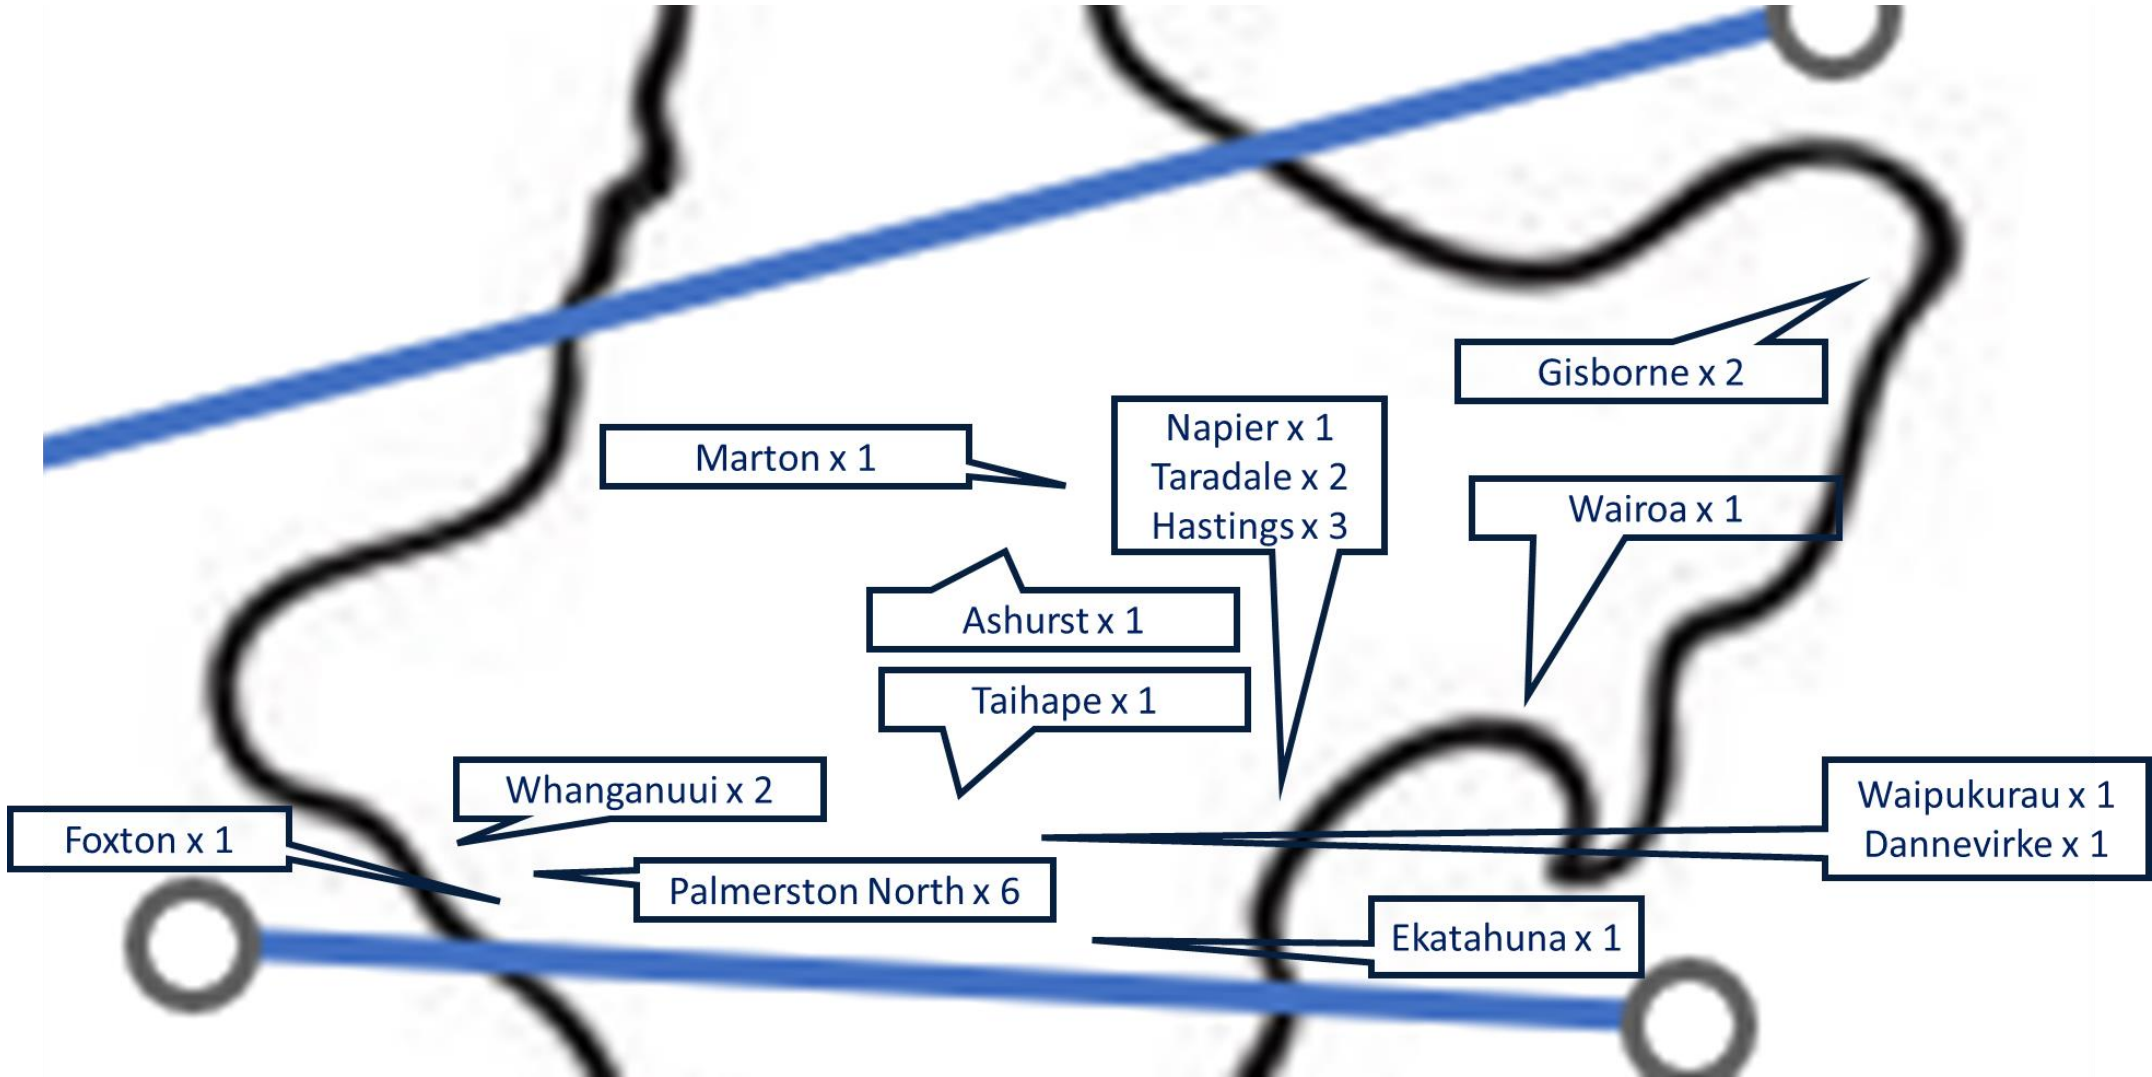 Gisborne x 2
Marton x 1
Napier x 1
Taradale x 2
Hastings x 3
Wairoa x 1
Ashurst x 1
Taihape x 1
Whanganuui x 2
Foxton x 1
Palmerston North x 6
Waipukurau x 1
Dannevirke x 1
Ekatahuna x 1